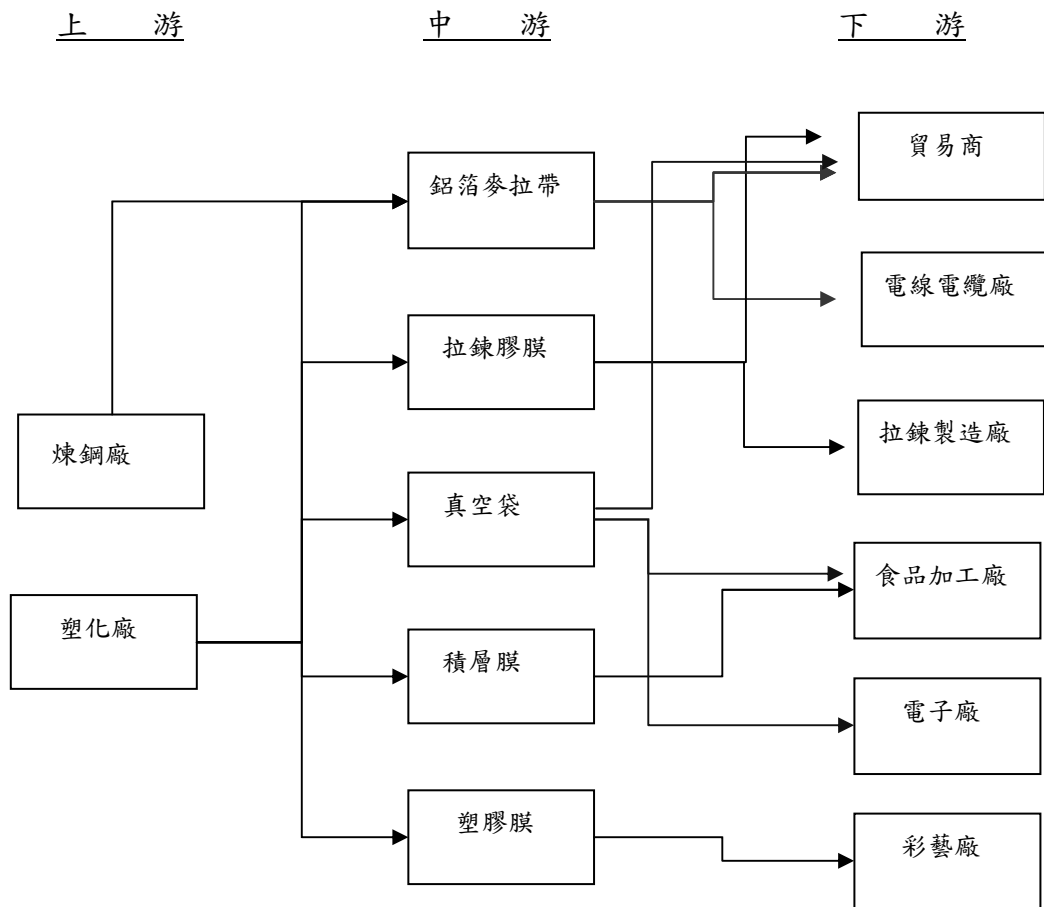 上 游
中 游
下 游
貿易商
鋁箔麥拉帶
電線電纜廠
拉鍊膠膜
拉鍊製造廠
煉鋼廠
真空袋
食品加工廠
塑化廠
積層膜
電子廠
塑膠膜
彩藝廠